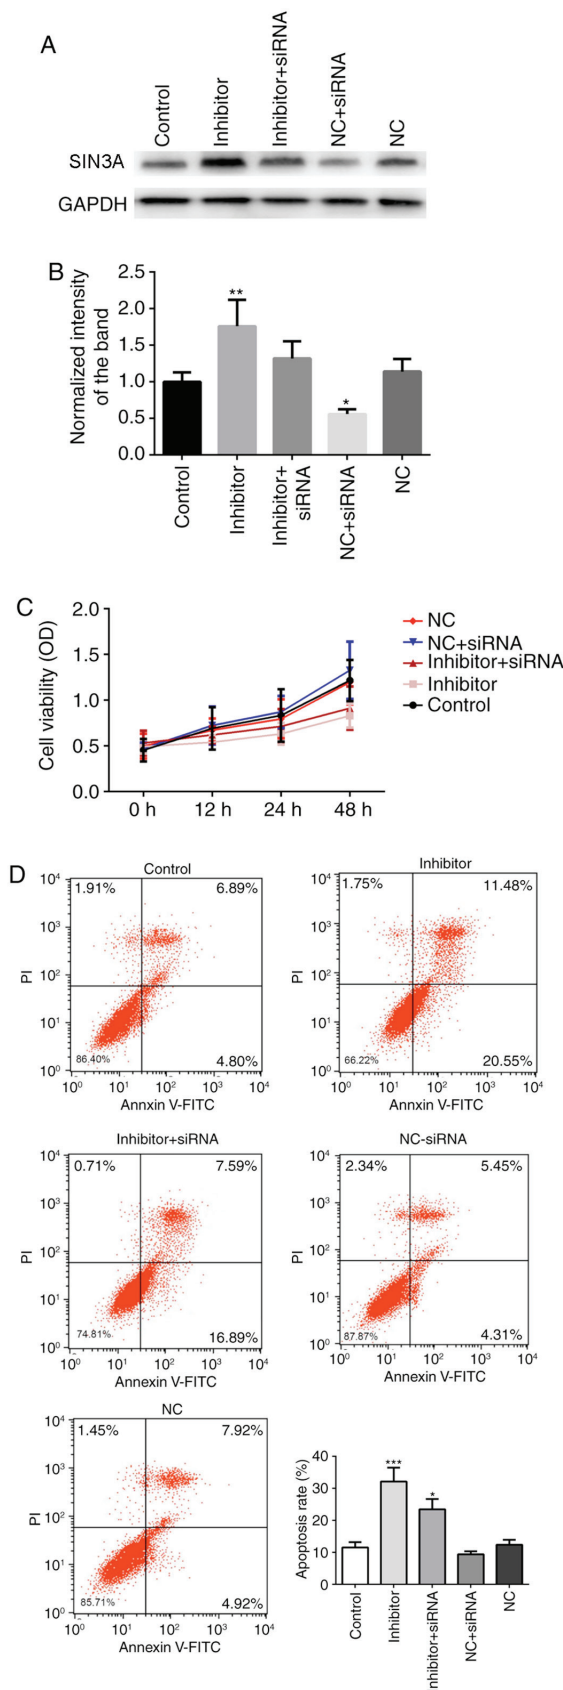 A
Control
Inhibitor
Inhibitor+siRNA
NC+siRNA
NC
SIN3A
GAPDH
B
Normalized intensity
of the band
2.5
2.0
1.5
1.0
0.5
0.0
**
*
Control
Inhibitor
Inhibitor+
siRNA
NC+siRNA
NC
C
Cell viability (OD)
2.0
1.5
1.0
0.5
0.0
0 h 12 h 24 h 48 h
NC
NC+siRNA
Inhibitor+siRNA
Inhibitor
Control
D
Control
1.91% 6.89%
86.40% 4.80%
PI
10⁴
10³
10²
10¹
10⁰
10⁰ 10¹ 10² 10³ 10⁴
Annxin V-FITC
Inhibitor
1.75% 11.48%
66.22% 20.55%
PI
10⁴
10³
10²
10¹
10⁰
10⁰ 10¹ 10² 10³ 10⁴
Annexin V-FITC
Inhibitor+siRNA
0.71% 7.59%
74.81% 16.89%
PI
10⁴
10³
10²
10¹
10⁰
10⁰ 10¹ 10² 10³ 10⁴
Annexin V-FITC
NC-siRNA
2.34% 5.45%
87.87% 4.31%
PI
10⁴
10³
10²
10¹
10⁰
10⁰ 10¹ 10² 10³ 10⁴
Annexin V-FITC
NC
1.45% 7.92%
85.71% 4.92%
PI
10⁴
10³
10²
10¹
10⁰
10⁰ 10¹ 10² 10³ 10⁴
Annexin V-FITC
Apoptosis rate (%)
40
30
20
10
0
***
*
Control
Inhibitor
Inhibitor+siRNA
NC+siRNA
NC